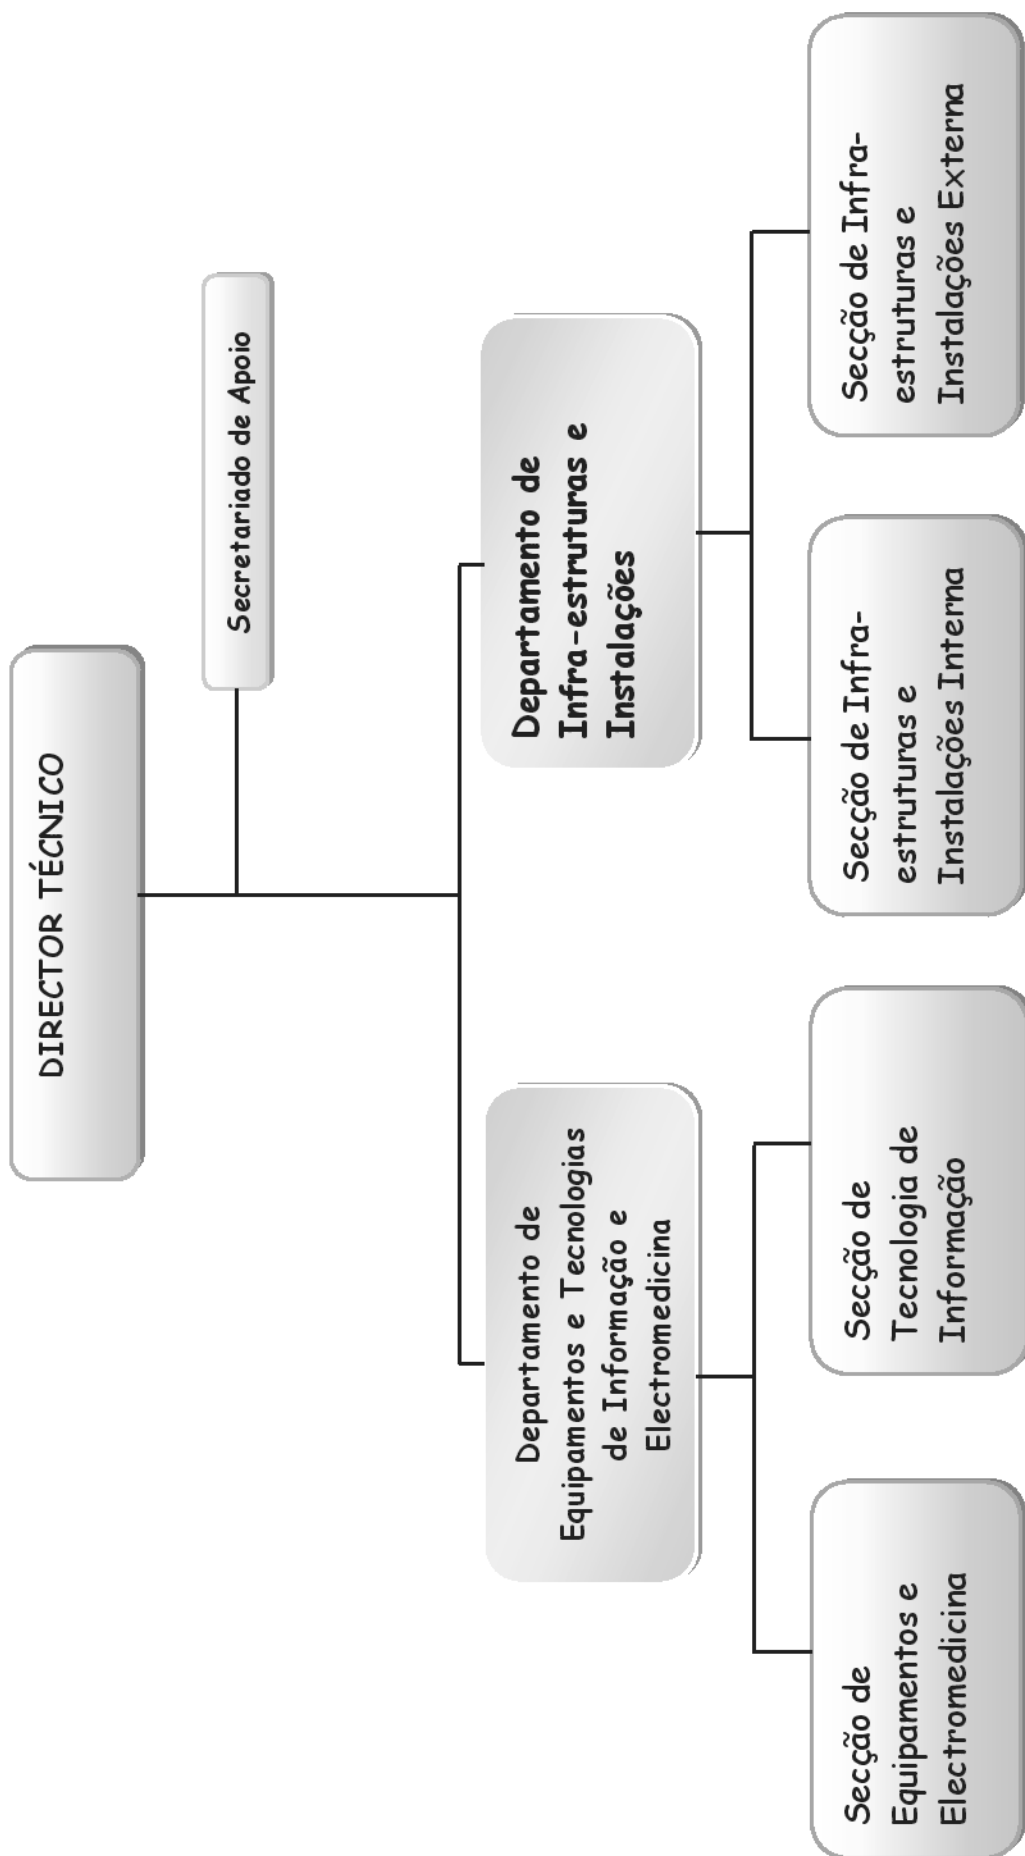 DIRECTOR TÉCNICO
Secretariado de Apoio
Departamento de
Equipamentos e Tecnologias
de Informação e
Electromedicina
Departamento de
Infra-estruturas e
Instalações
Secção de
Equipamentos e
Electromedicina
Secção de
Tecnologia de
Informação
Secção de Infra-
estruturas e
Instalações Interna
Secção de Infra-
estruturas e
Instalações Externa